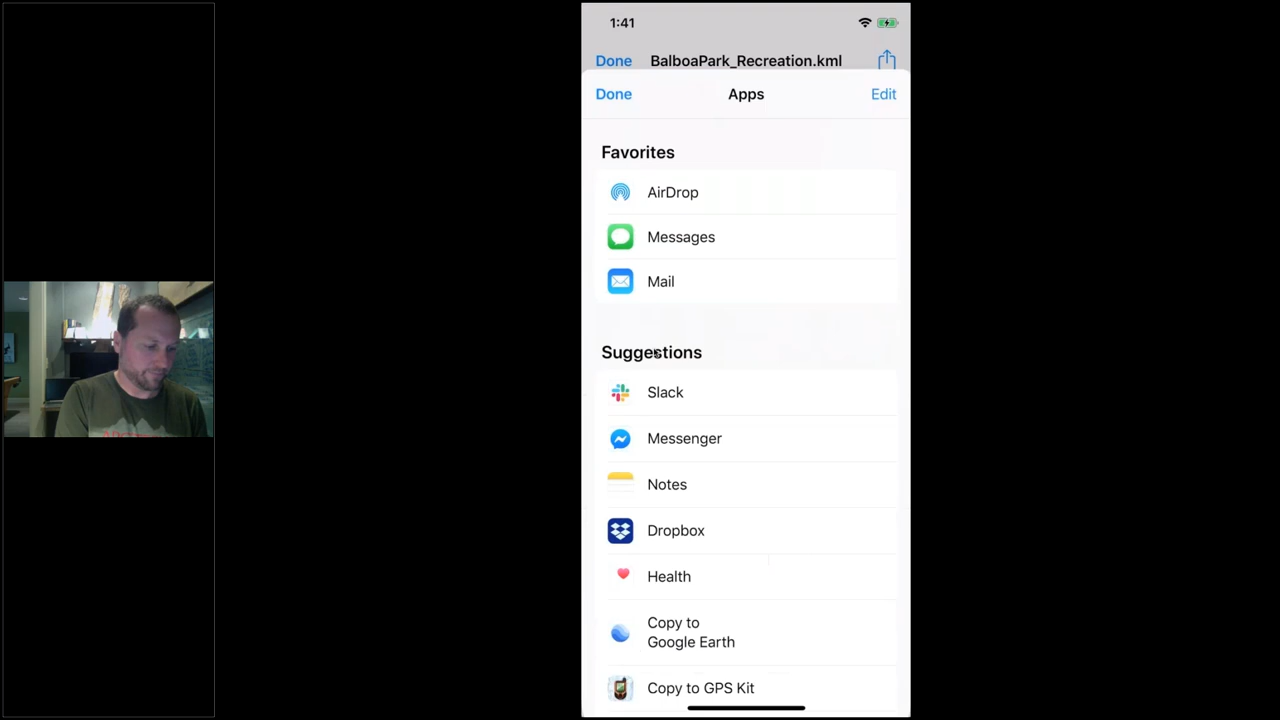 1:41
Done
BalboaPark_Recreation.kml
Done
Apps
Edit
Favorites
AirDrop
Messages
Mail
Suggestions
Slack
Messenger
Notes
Dropbox
Health
Copy to
Google Earth
Copy to GPS Kit